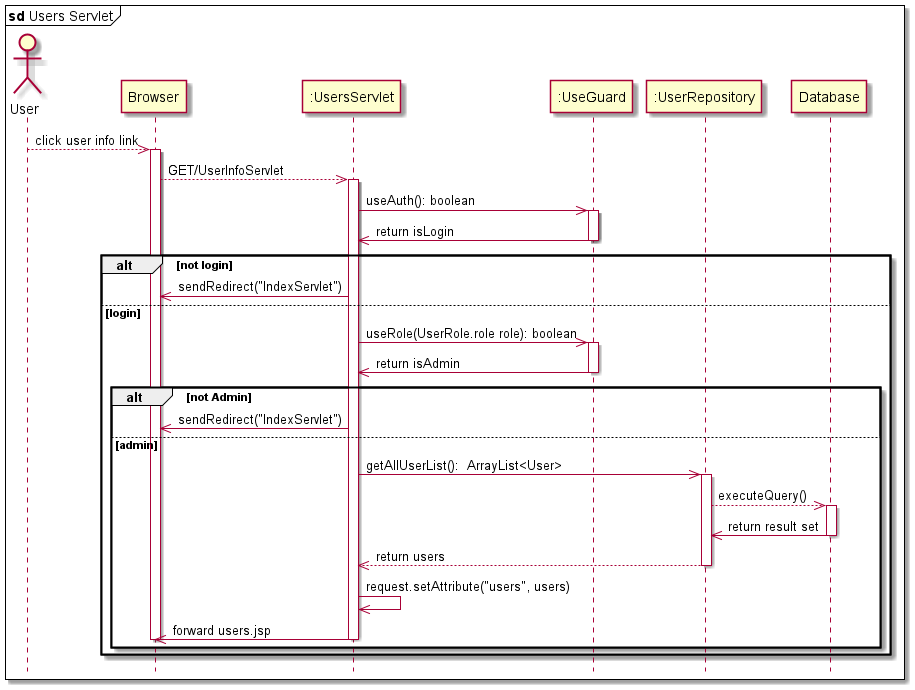 sd Users Servlet
User
Browser
:UsersServlet
:UseGuard
:UserRepository
Database
click user info link
GET/UserInfoServlet
useAuth(): boolean
return isLogin
alt [not login]
sendRedirect("IndexServlet")
[login]
useRole(UserRole.role role): boolean
return isAdmin
alt [not Admin]
sendRedirect("IndexServlet")
[admin]
getAllUserList(): ArrayList<User>
executeQuery()
return result set
return users
request.setAttribute("users", users)
forward users.jsp